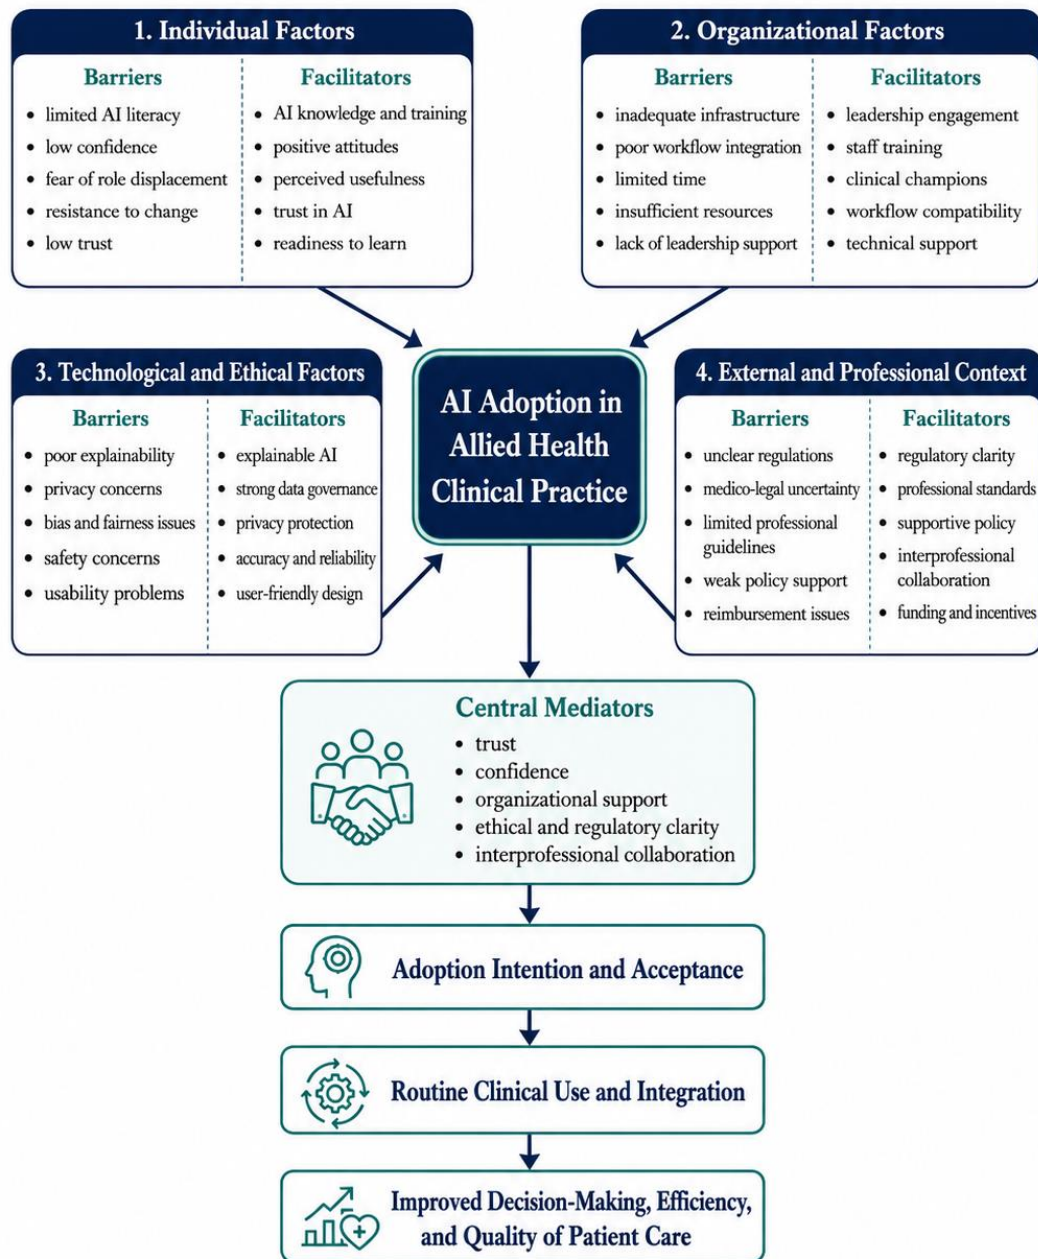 1. Individual Factors
Barriers
• limited AI literacy
• low confidence
• fear of role displacement
• resistance to change
• low trust
Facilitators
• AI knowledge and training
• positive attitudes
• perceived usefulness
• trust in AI
• readiness to learn
2. Organizational Factors
Barriers
• inadequate infrastructure
• poor workflow integration
• limited time
• insufficient resources
• lack of leadership support
Facilitators
• leadership engagement
• staff training
• clinical champions
• workflow compatibility
• technical support
3. Technological and Ethical Factors
Barriers
• poor explainability
• privacy concerns
• bias and fairness issues
• safety concerns
• usability problems
Facilitators
• explainable AI
• strong data governance
• privacy protection
• accuracy and reliability
• user-friendly design
AI Adoption in
Allied Health
Clinical Practice
4. External and Professional Context
Barriers
• unclear regulations
• medico-legal uncertainty
• limited professional
guidelines
• weak policy support
• reimbursement issues
Facilitators
• regulatory clarity
• professional standards
• supportive policy
• interprofessional
collaboration
• funding and incentives
Central Mediators
• trust
• confidence
• organizational support
• ethical and regulatory clarity
• interprofessional collaboration
Adoption Intention and Acceptance
Routine Clinical Use and Integration
Improved Decision-Making, Efficiency,
and Quality of Patient Care